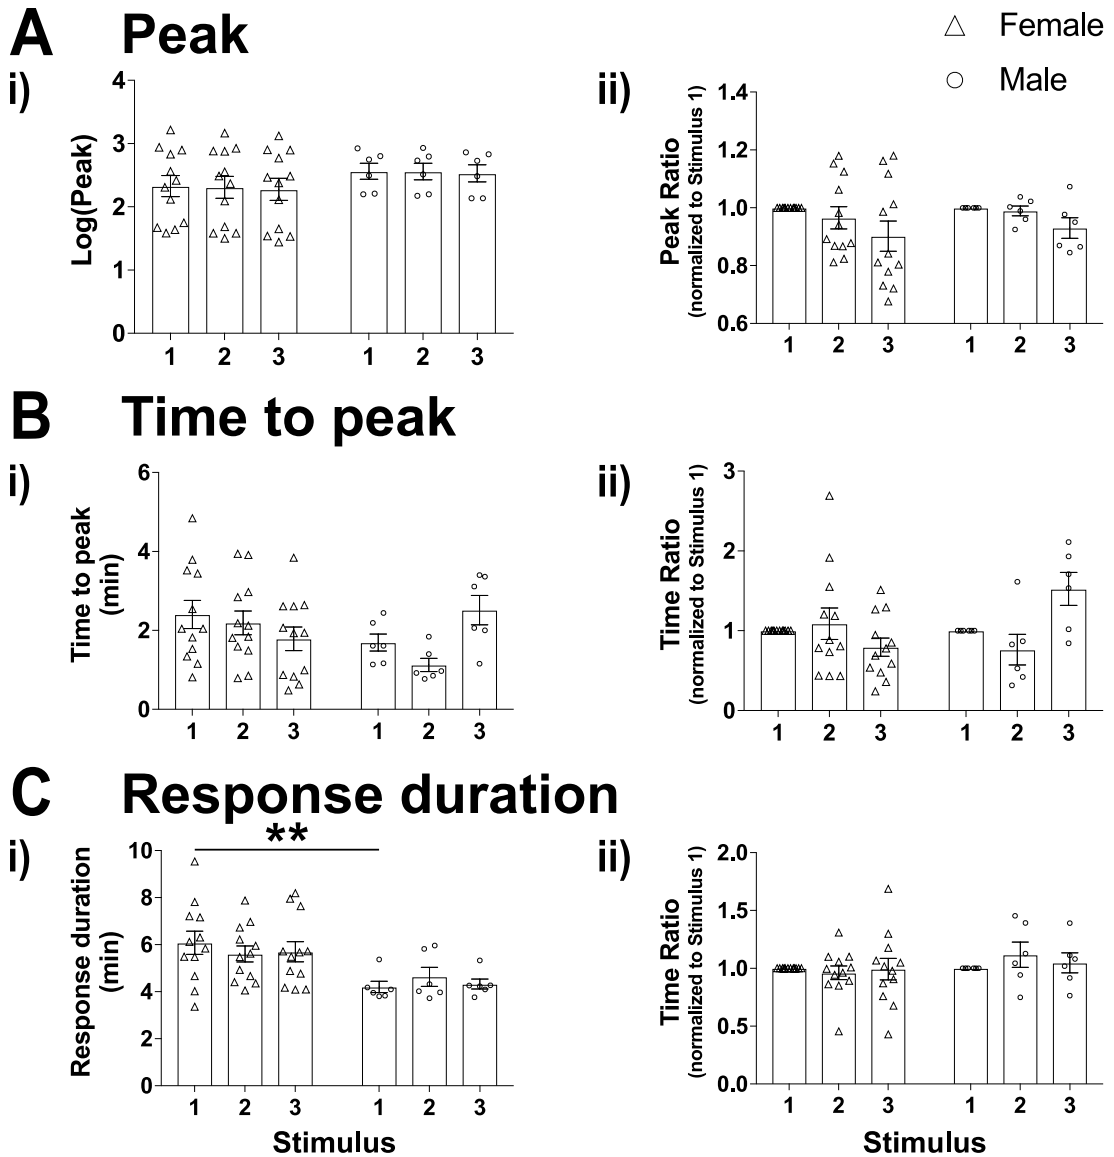 A Peak
Female
Male
i)
Log(Peak)
4
3
2
1
0
1 2 3 1 2 3
ii)
Peak Ratio
(normalized to Stimulus 1)
1.4
1.2
1.0
0.8
0.6
1 2 3 1 2 3
B Time to peak
i)
Time to peak
(min)
6
4
2
0
1 2 3 1 2 3
ii)
Time Ratio
(normalized to Stimulus 1)
3
2
1
0
1 2 3 1 2 3
C Response duration
i)
Response duration
(min)
**
10
8
6
4
2
0
1 2 3 1 2 3
Stimulus
ii)
Time Ratio
(normalized to Stimulus 1)
2.0
1.5
1.0
0.5
0.0
1 2 3 1 2 3
Stimulus